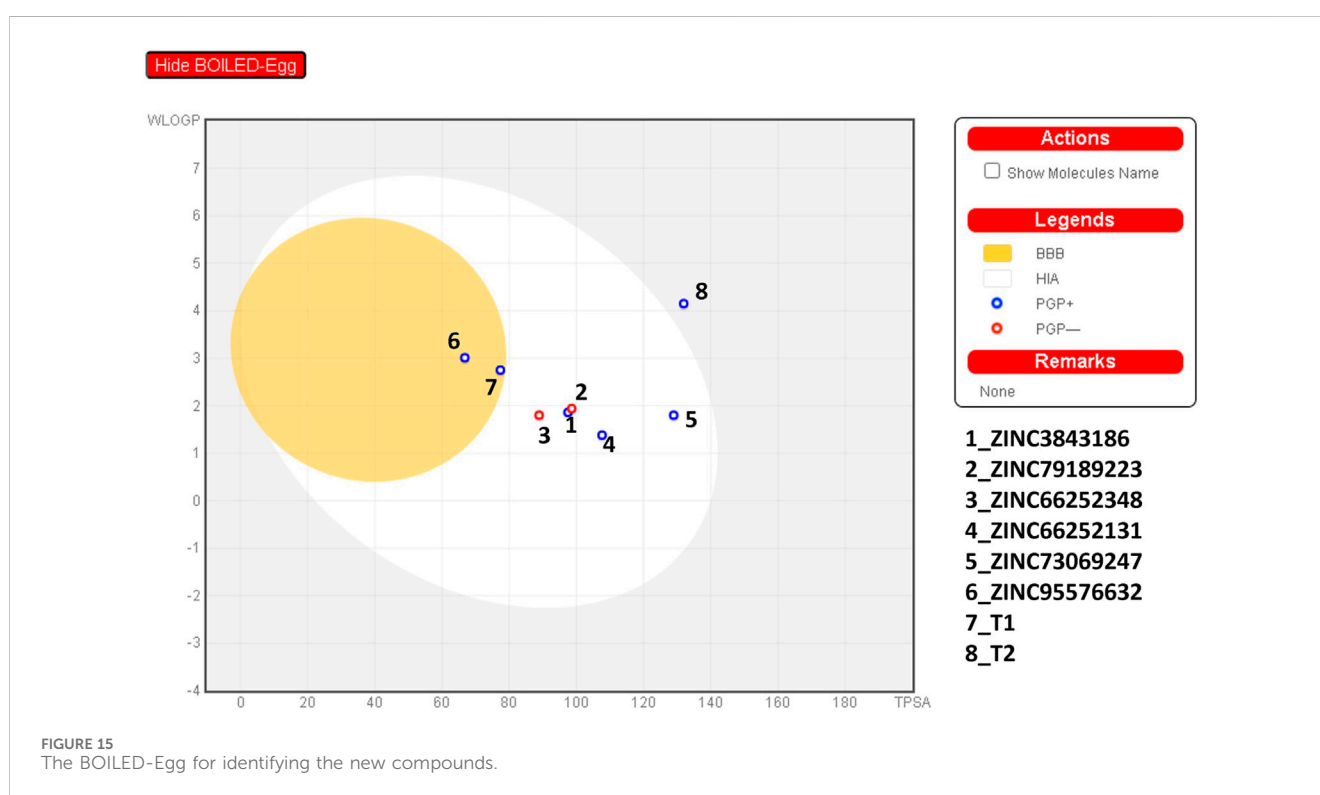 Hide BOILED-Egg
WLOGP
7
6
5
4
3
2
1
0
-1
-2
-3
-4
0 20 40 60 80 100 120 140 160 180 TPSA
8
6
7
2
3
1
4
5
Actions
Show Molecules Name
Legends
BBB
HIA
PGP+
PGP—
Remarks
None
1_ZINC3843186
2_ZINC79189223
3_ZINC66252348
4_ZINC66252131
5_ZINC73069247
6_ZINC95576632
7_T1
8_T2
FIGURE 15
The BOILED-Egg for identifying the new compounds.